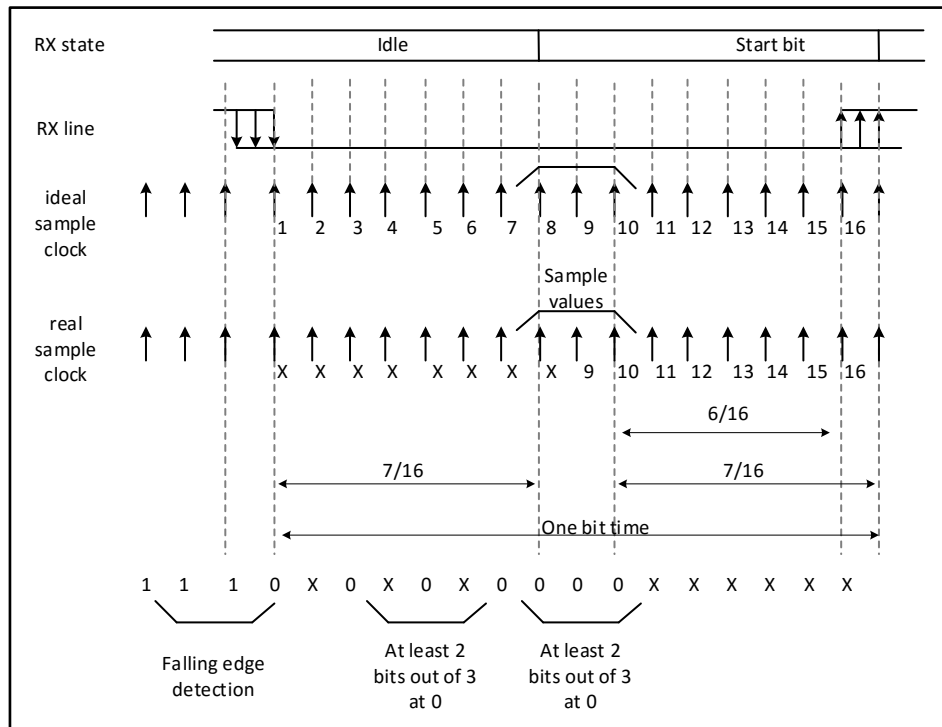 RX state
Idle
Start bit
RX line
ideal
sample
clock
1 2 3 4 5 6 7 8 9 10 11 12 13 14 15 16
Sample
values
real
sample
clock
X X X X X X X X 9 10 11 12 13 14 15 16
6/16
7/16
7/16
One bit time
1 1 1 0 X 0 X 0 X 0 0 0 0 X X X X X X
Falling edge
detection
At least 2
bits out of 3
at 0
At least 2
bits out of 3
at 0